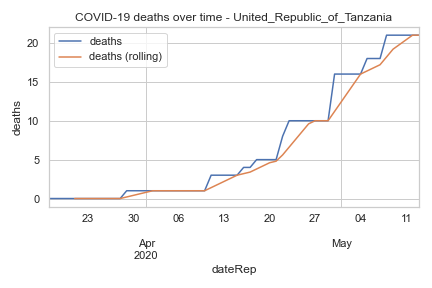 COVID-19 deaths over time - United_Republic_of_Tanzania
deaths
deaths (rolling)
deaths
20
15
10
5
0
23 30 06 13 20 27 04 11
Apr May
2020
dateRep